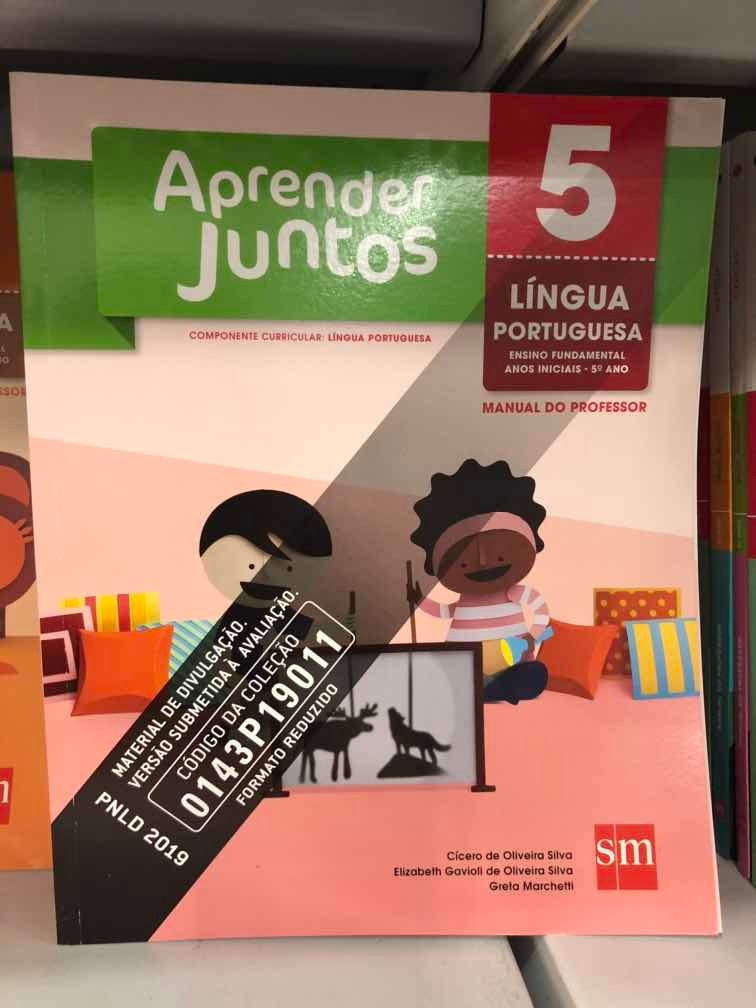 Aprender
Juntos
5
LÍNGUA
PORTUGUESA
ENSINO FUNDAMENTAL
ANOS INICIAIS - 5º ANO
COMPONENTE CURRICULAR: LÍNGUA PORTUGUESA
MANUAL DO PROFESSOR
MATERIAL DE DIVULGAÇÃO.
VERSÃO SUBMETIDA À AVALIAÇÃO.
CÓDIGO DA COLEÇÃO
0143P19011
FORMATO REDUZIDO
PNLD 2019
Cícero de Oliveira Silva
Elizabeth Gavioli de Oliveira Silva
Greta Marchetti
sm